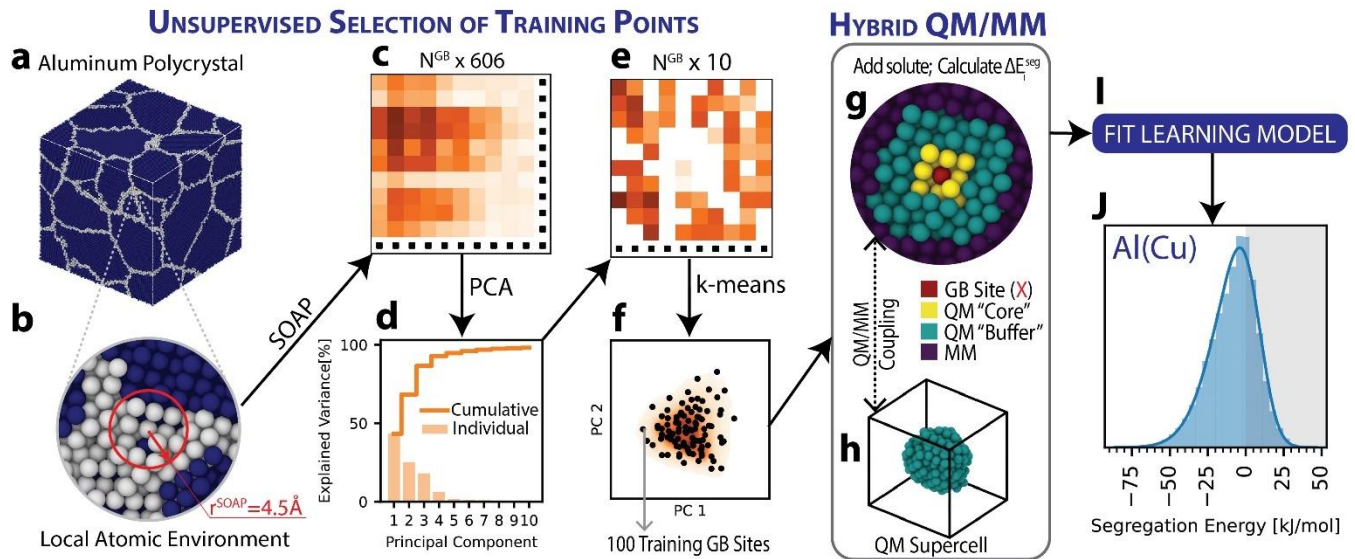 UNSUPERVISED SELECTION OF TRAINING POINTS
HYBRID QM/MM
a
Aluminum Polycrystal
b
r^SOAP=4.5Å
Local Atomic Environment
SOAP
c
N^GB x 606
PCA
d
Explained Variance[%]
100
50
0
Cumulative
Individual
1 2 3 4 5 6 7 8 9 10
Principal Component
e
N^GB x 10
k-means
f
PC 2
PC 1
100 Training GB Sites
Add solute; Calculate ΔE_i^seg
g
GB Site (X)
QM "Core"
QM "Buffer"
MM
QM/MM
Coupling
h
QM Supercell
I
FIT LEARNING MODEL
J
Al(Cu)
−75 −50 −25 0 25 50
Segregation Energy [kJ/mol]